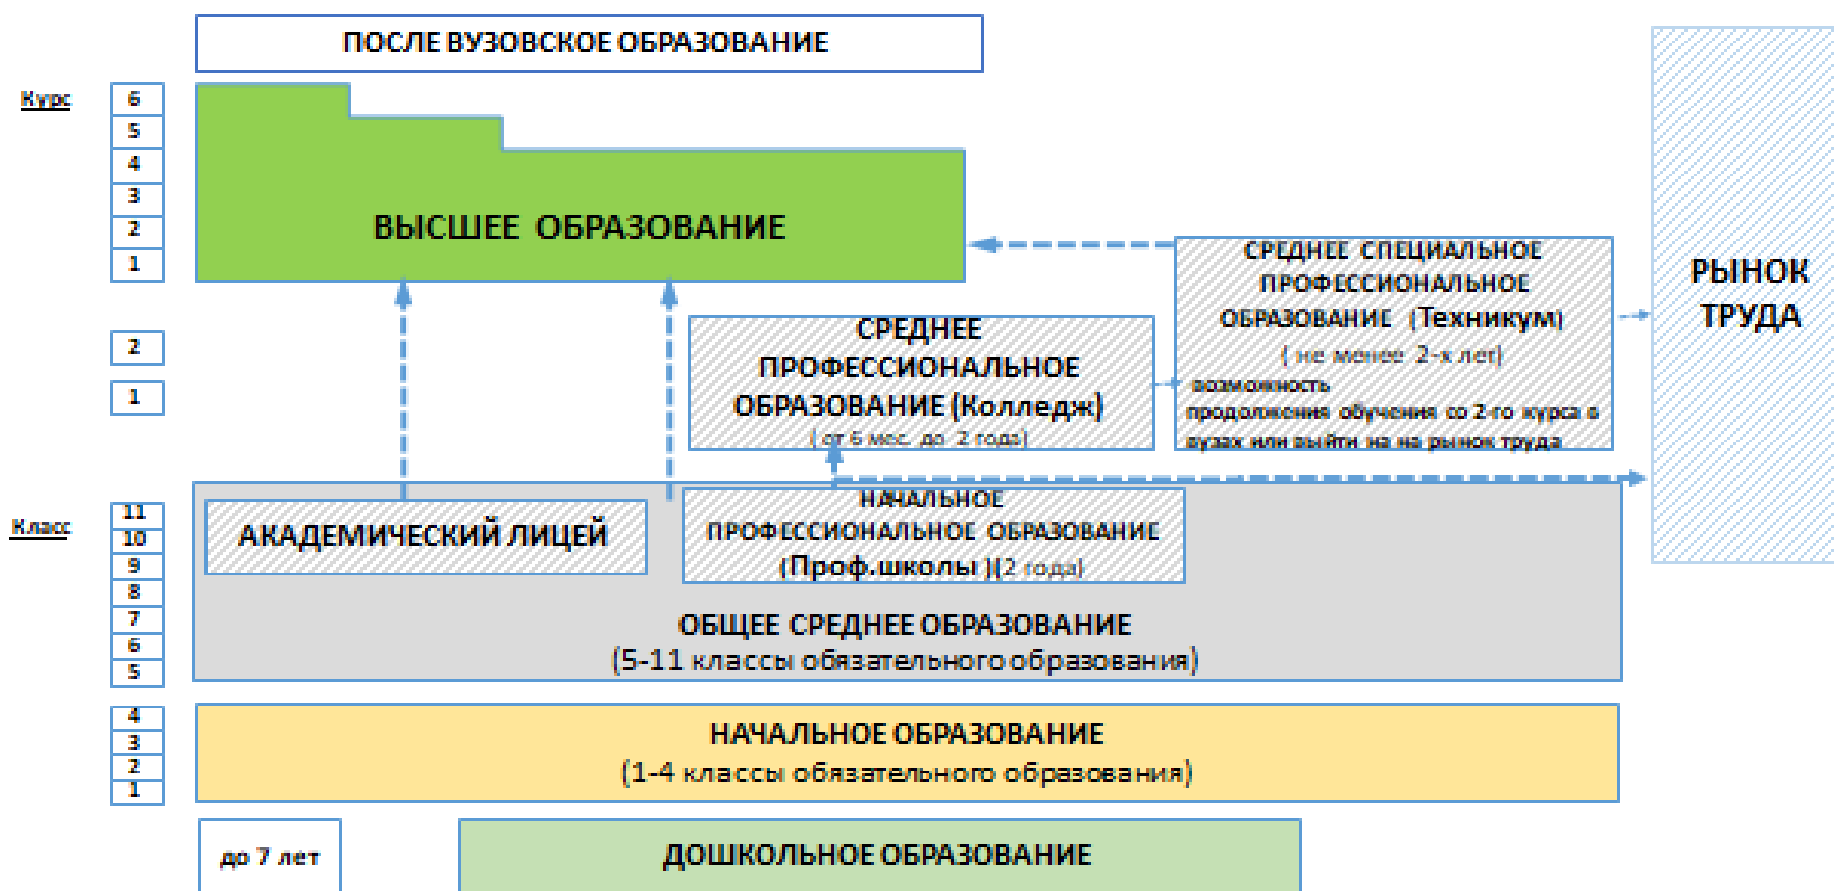 ПОСЛЕ ВУЗОВСКОЕ ОБРАЗОВАНИЕ
Курс
6
5
4
3
2
1
ВЫСШЕЕ ОБРАЗОВАНИЕ
2
1
СРЕДНЕЕ
ПРОФЕССИОНАЛЬНОЕ
ОБРАЗОВАНИЕ (Колледж)
( от 6 мес. до 2 года)
СРЕДНЕЕ СПЕЦИАЛЬНОЕ
ПРОФЕССИОНАЛЬНОЕ
ОБРАЗОВАНИЕ (Техникум)
( не менее 2-х лет)
возможность
продолжения обучения со 2-го курса в
вузах или выйти на на рынок труда
РЫНОК
ТРУДА
Класс
11
10
9
8
7
6
5
АКАДЕМИЧЕСКИЙ ЛИЦЕЙ
НАЧАЛЬНОЕ
ПРОФЕССИОНАЛЬНОЕ ОБРАЗОВАНИЕ
(Проф.школы )(2 года)
ОБЩЕЕ СРЕДНЕЕ ОБРАЗОВАНИЕ
(5-11 классы обязательного образования)
4
3
2
1
НАЧАЛЬНОЕ ОБРАЗОВАНИЕ
(1-4 классы обязательного образования)
до 7 лет
ДОШКОЛЬНОЕ ОБРАЗОВАНИЕ